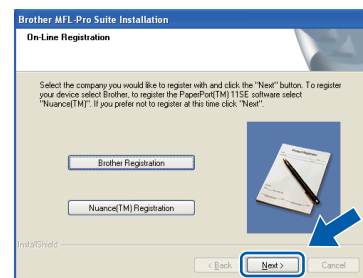 Brother MFL-Pro Suite Installation
On-Line Registration
Select the company you would like to register with and click the "Next" button. To register
your device select Brother, to register the PaperPort(TM) 11SE software select
"Nuance(TM)". If you prefer not to register at this time click "Next".
Brother Registration
Nuance(TM) Registration
InstallShield
< Back
Next >
Cancel